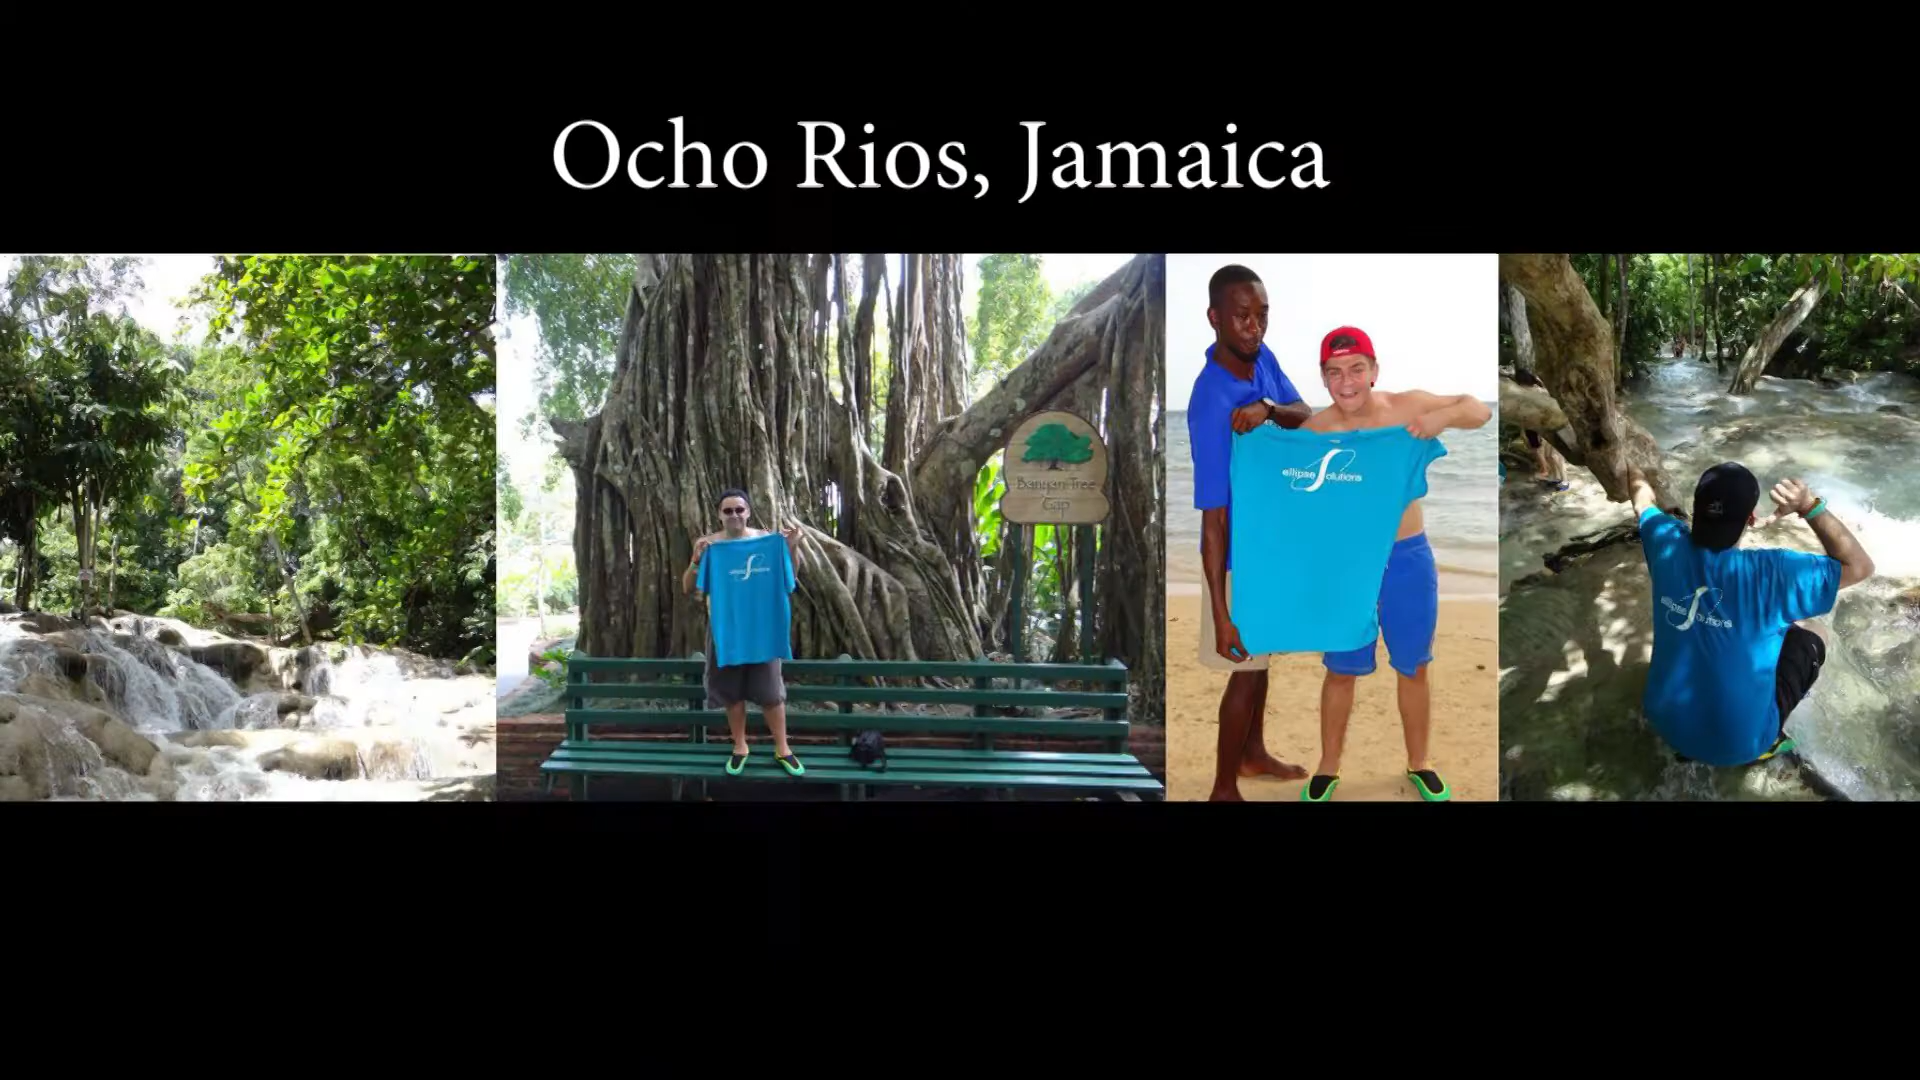 Ocho Rios, Jamaica
Banyan Tree
Gap
ellipse Solutions
ellipse Solutions
ellipse Solutions